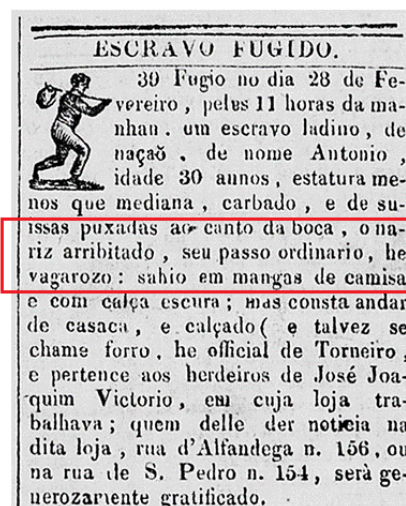 ESCRAVO FUGIDO.
39 Fugio no dia 28 de Fe-
vereiro, pelas 11 horas da ma-
nhan. um escravo ladino, de
naçaõ. de nome Antonio,
idade 30 annos, estatura me-
nos que mediana, carbado, e de su-
issas puxadas ao canto da boca, o na-
riz arribitado, seu passo ordinario, he
vagarozo: sahio em mangas de camisa
e com calça escura; mas consta andar
de casaca, e calçado( e talvez se
chame forro, he official de Torneiro,
e pertence aos herdeiros de José Joa-
quim Victorio, em cuja loja tra-
balhava; quem delle der noticia na
dita loja, rua d'Alfandega n. 156, ou
na rua de S. Pedro n. 154, serà ge-
nerozamente gratificado.